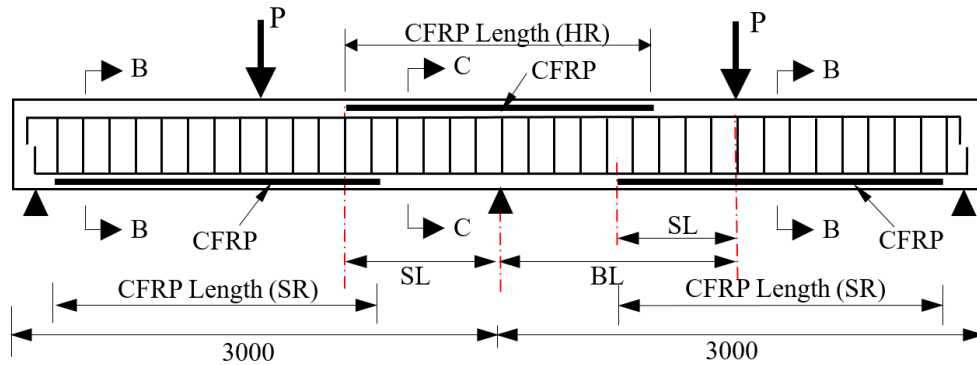 P
CFRP Length (HR)
P
B
C
CFRP
B
B
CFRP
C
B
CFRP
SL
SL
BL
CFRP Length (SR)
CFRP Length (SR)
3000
3000